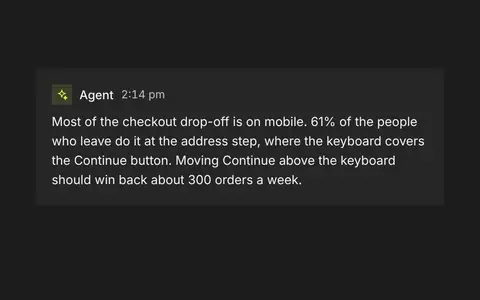 Agent 2:14 pm
Most of the checkout drop-off is on mobile. 61% of the people
who leave do it at the address step, where the keyboard covers
the Continue button. Moving Continue above the keyboard
should win back about 300 orders a week.